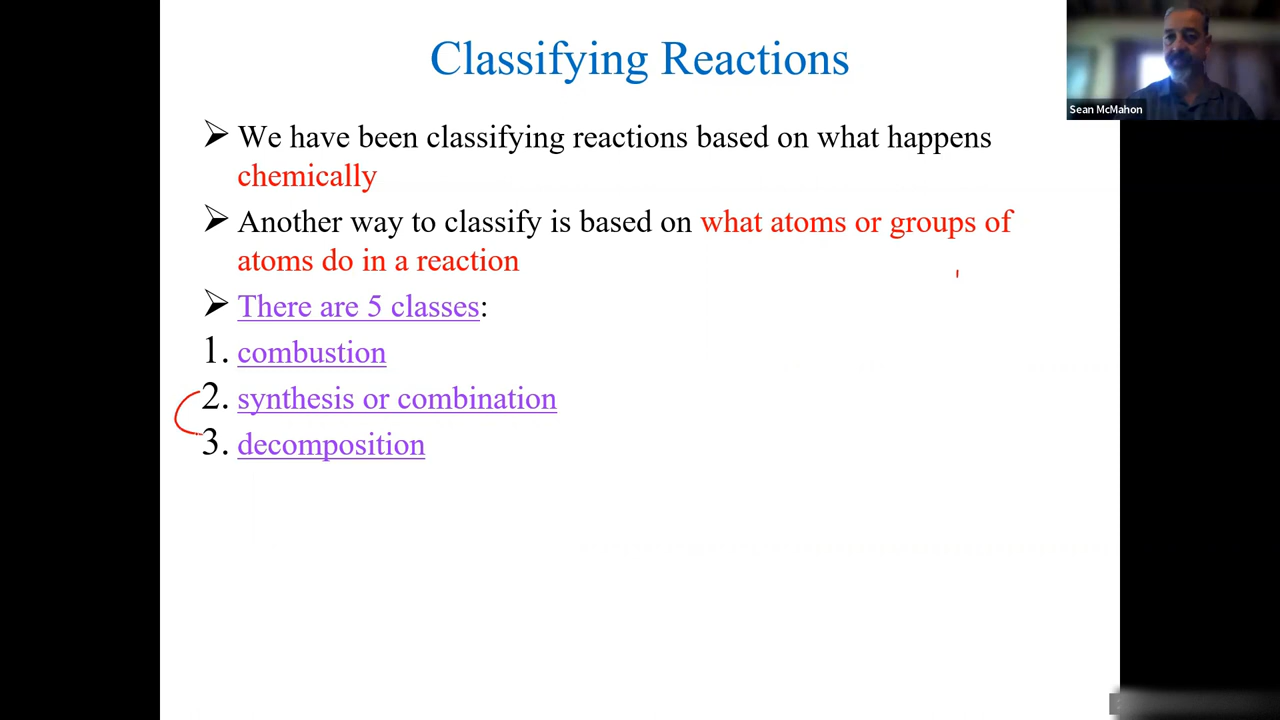 Classifying Reactions
Sean McMahon
➢ We have been classifying reactions based on what happens
chemically
➢ Another way to classify is based on what atoms or groups of
atoms do in a reaction
➢ There are 5 classes:
1. combustion
2. synthesis or combination
3. decomposition